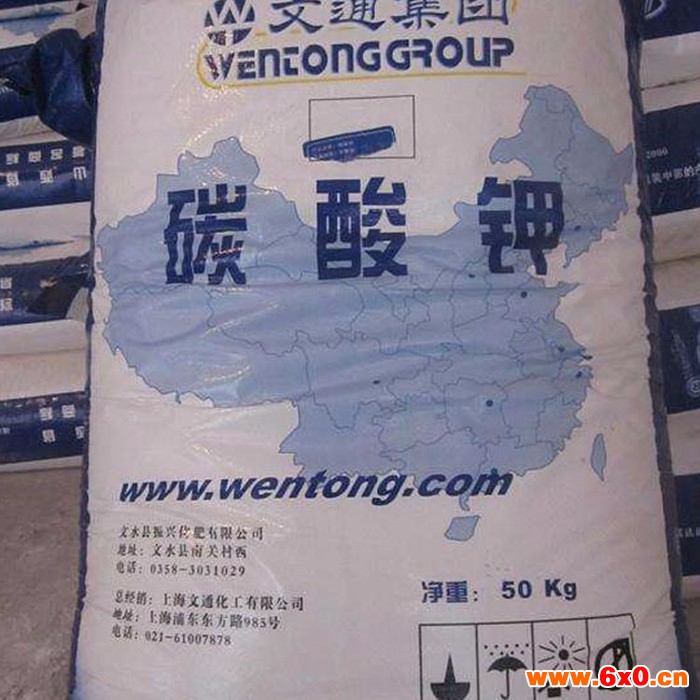 文通集团
WENTONGGROUP
碳酸钾
www.wentong.com
文水县振兴化肥有限公司
地址：文水县南关村西
电话：0358-3031029
总经销：上海文通化工有限公司
地址：上海浦东东方路985号
电话：021-61007878
净重：50 Kg
2000
www.6x0.cn